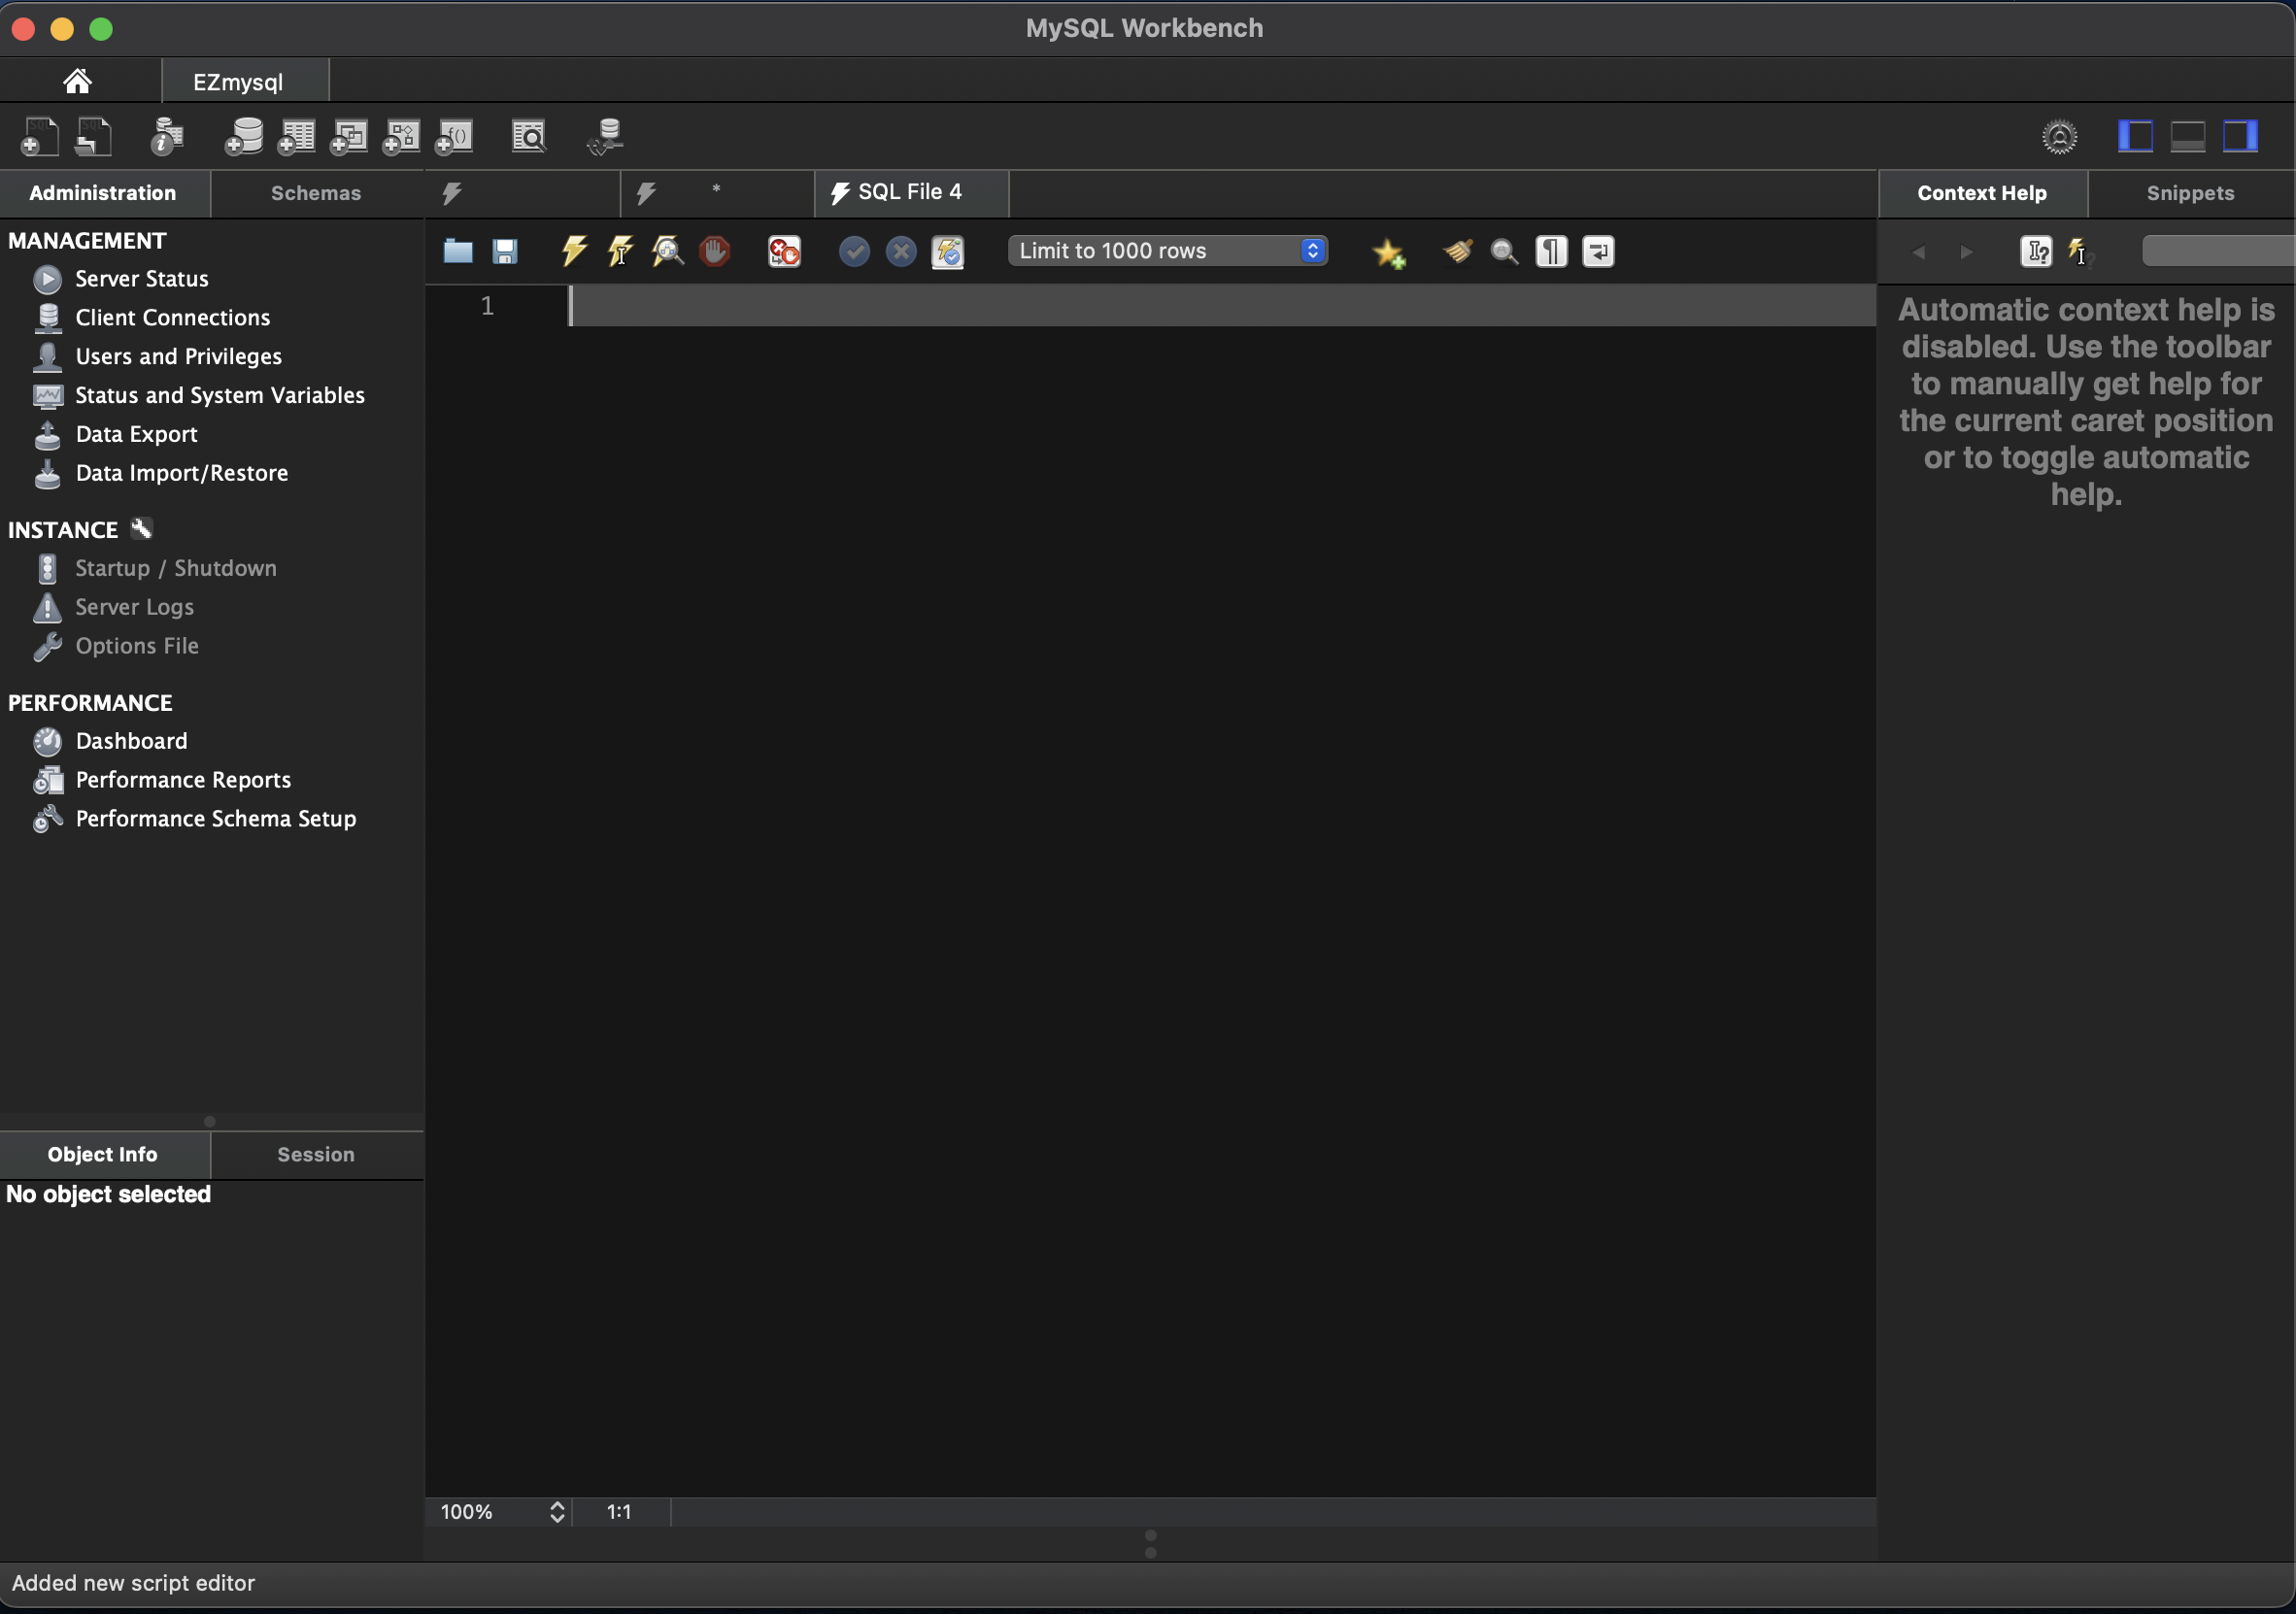 MySQL Workbench
EZmysql
Administration
Schemas
*
SQL File 4
Context Help
Snippets
MANAGEMENT
Server Status
Client Connections
Users and Privileges
Status and System Variables
Data Export
Data Import/Restore
INSTANCE
Startup / Shutdown
Server Logs
Options File
PERFORMANCE
Dashboard
Performance Reports
Performance Schema Setup
Object Info
Session
No object selected
Limit to 1000 rows
1
100%
1:1
Automatic context help is
disabled. Use the toolbar
to manually get help for
the current caret position
or to toggle automatic
help.
Added new script editor